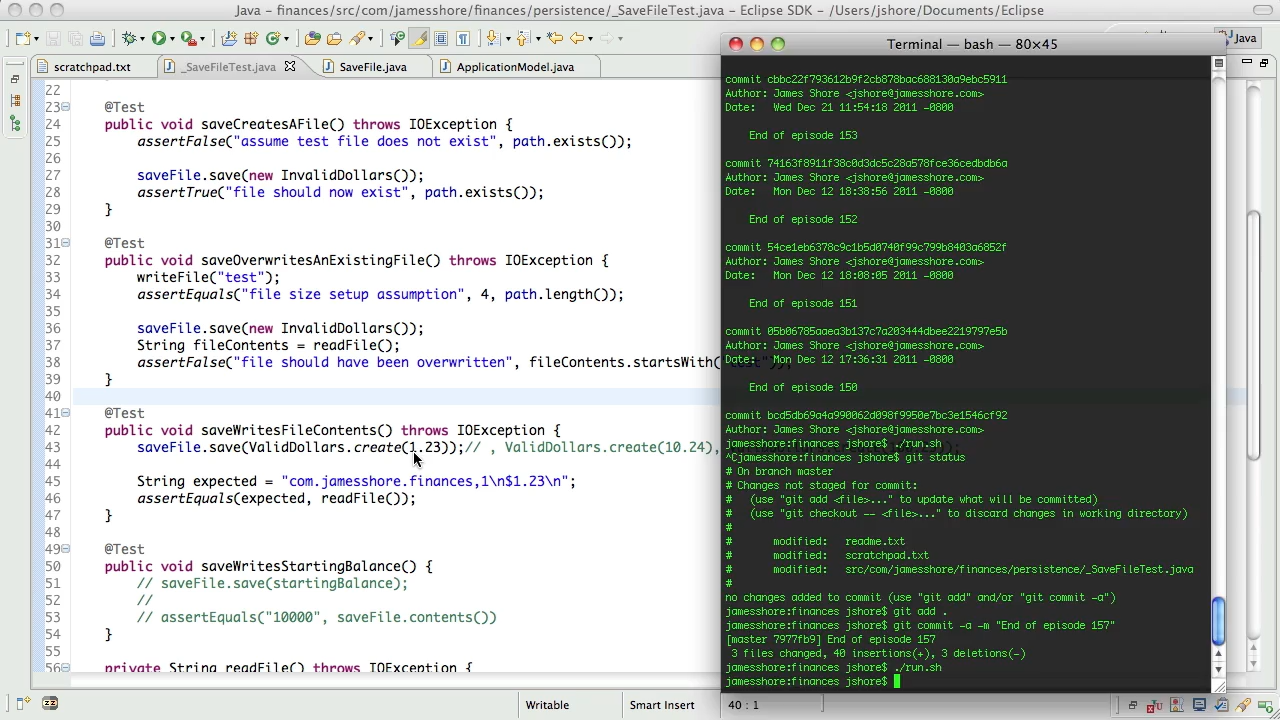 Java – finances/src/com/jamesshore/finances/persistence/_SaveFileTest.java – Eclipse SDK – /Users/jshore/Documents/Eclipse
Java
scratchpad.txt
_SaveFileTest.java
SaveFile.java
ApplicationModel.java
22
23 @Test
24 public void saveCreatesAFile() throws IOException {
25 assertFalse("assume test file does not exist", path.exists());
26
27 saveFile.save(new InvalidDollars());
28 assertTrue("file should now exist", path.exists());
29 }
30
31 @Test
32 public void saveOverwritesAnExistingFile() throws IOException {
33 writeFile("test");
34 assertEquals("file size setup assumption", 4, path.length());
35
36 saveFile.save(new InvalidDollars());
37 String fileContents = readFile();
38 assertFalse("file should have been overwritten", fileContents.startsWith("test"));
39 }
40
41 @Test
42 public void saveWritesFileContents() throws IOException {
43 saveFile.save(ValidDollars.create(1.23));// , ValidDollars.create(10.24),
44
45 String expected = "com.jamesshore.finances,1\n$1.23\n";
46 assertEquals(expected, readFile());
47 }
48
49 @Test
50 public void saveWritesStartingBalance() {
51 // saveFile.save(startingBalance);
52 //
53 // assertEquals("10000", saveFile.contents())
54 }
55
56 private String readFile() throws IOException {
Writable
Smart Insert
40 : 1
Terminal — bash — 80×45
commit cbbc22f793612b9f2cb878bac688130a9ebc5911
Author: James Shore <jshore@jamesshore.com>
Date: Wed Dec 21 11:54:18 2011 -0800
End of episode 153
commit 74163f8911f38c0d3dc5c28a578fce36cedbdb6a
Author: James Shore <jshore@jamesshore.com>
Date: Mon Dec 12 18:38:56 2011 -0800
End of episode 152
commit 54ce1eb6378c9c1b5d0740f99c799b8403a6852f
Author: James Shore <jshore@jamesshore.com>
Date: Mon Dec 12 18:08:05 2011 -0800
End of episode 151
commit 05b06785aaea3b137c7a203444dbee2219797e5b
Author: James Shore <jshore@jamesshore.com>
Date: Mon Dec 12 17:36:31 2011 -0800
End of episode 150
commit bcd5db69a4a990062d098f9950e7bc3e1546cf92
Author: James Shore <jshore@jamesshore.com>
jamesshore:finances jshore$ ./run.sh
^Cjamesshore:finances jshore$ git status
# On branch master
# Changes not staged for commit:
# (use "git add <file>..." to update what will be committed)
# (use "git checkout -- <file>..." to discard changes in working directory)
#
# modified: readme.txt
# modified: scratchpad.txt
# modified: src/com/jamesshore/finances/persistence/_SaveFileTest.java
#
no changes added to commit (use "git add" and/or "git commit -a")
jamesshore:finances jshore$ git add .
jamesshore:finances jshore$ git commit -a -m "End of episode 157"
[master 7977fb9] End of episode 157
3 files changed, 40 insertions(+), 3 deletions(-)
jamesshore:finances jshore$ ./run.sh
jamesshore:finances jshore$